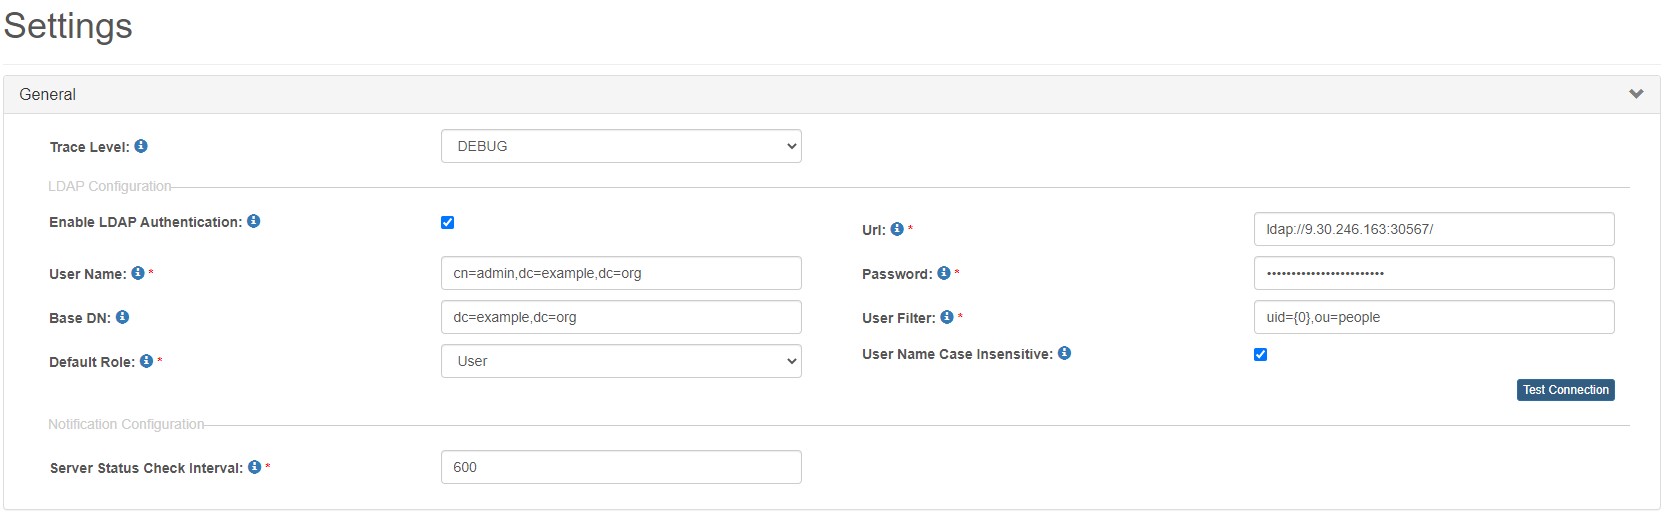 Settings
General
Trace Level: *DEBUG
LDAP Configuration
Enable LDAP Authentication:
Url: * ldap://9.30.246.163:30567/
User Name: * cn=admin,dc=example,dc=org
Password: * ••••••••••••••••••••••••
Base DN: dc=example,dc=org
User Filter: * uid={0},ou=people
Default Role: * User
User Name Case Insensitive:
Test Connection
Notification Configuration
Server Status Check Interval: * 600